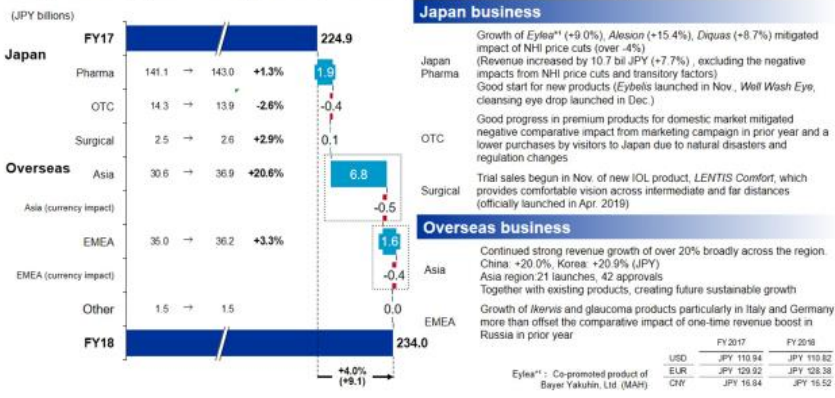 (JPY billions)
FY17 224.9
Japan
Pharma 141.1 → 143.0 +1.3% 1.9
OTC 14.3 → 13.9 -2.6% -0.4
Surgical 2.5 → 2.6 +2.9% 0.1
Overseas
Asia 30.6 → 36.9 +20.6% 6.8
Asia (currency impact) -0.5
EMEA 35.0 → 36.2 +3.3% 1.6
EMEA (currency impact) -0.4
Other 1.5 → 1.5 0.0
FY18 234.0
+4.0%
(+9.1)
Japan business
Japan Pharma
Growth of Eylea*¹ (+9.0%), Alesion (+15.4%), Diquas (+8.7%) mitigated
impact of NHI price cuts (over -4%)
(Revenue increased by 10.7 bil JPY (+7.7%) , excluding the negative
impacts from NHI price cuts and transitory factors)
Good start for new products (Eybelis launched in Nov., Well Wash Eye,
cleansing eye drop launched in Dec.)
OTC
Good progress in premium products for domestic market mitigated
negative comparative impact from marketing campaign in prior year and a
lower purchases by visitors to Japan due to natural disasters and
regulation changes
Surgical
Trial sales begun in Nov. of new IOL product, LENTIS Comfort, which
provides comfortable vision across intermediate and far distances
(officially launched in Apr. 2019)
Overseas business
Asia
Continued strong revenue growth of over 20% broadly across the region.
China: +20.0%, Korea: +20.9% (JPY)
Asia region:21 launches, 42 approvals
Together with existing products, creating future sustainable growth
EMEA
Growth of Ikervis and glaucoma products particularly in Italy and Germany
more than offset the comparative impact of one-time revenue boost in
Russia in prior year
FY2017 FY2018
USD JPY 110.94 JPY 110.82
EUR JPY 129.92 JPY 128.38
CNY JPY 16.84 JPY 16.52
Eylea*¹ : Co-promoted product of
Bayer Yakuhin, Ltd. (MAH)